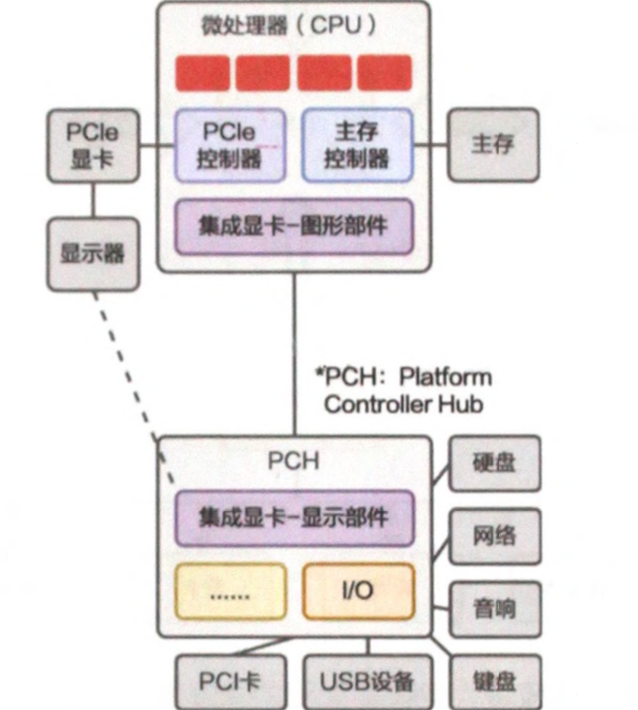 微处理器（CPU）
PCIe
显卡
PCIe
控制器
主存
控制器
主存
集成显卡-图形部件
显示器
*PCH：Platform
Controller Hub
PCH
硬盘
集成显卡-显示部件
网络
......
I/O
音响
PCI卡
USB设备
键盘